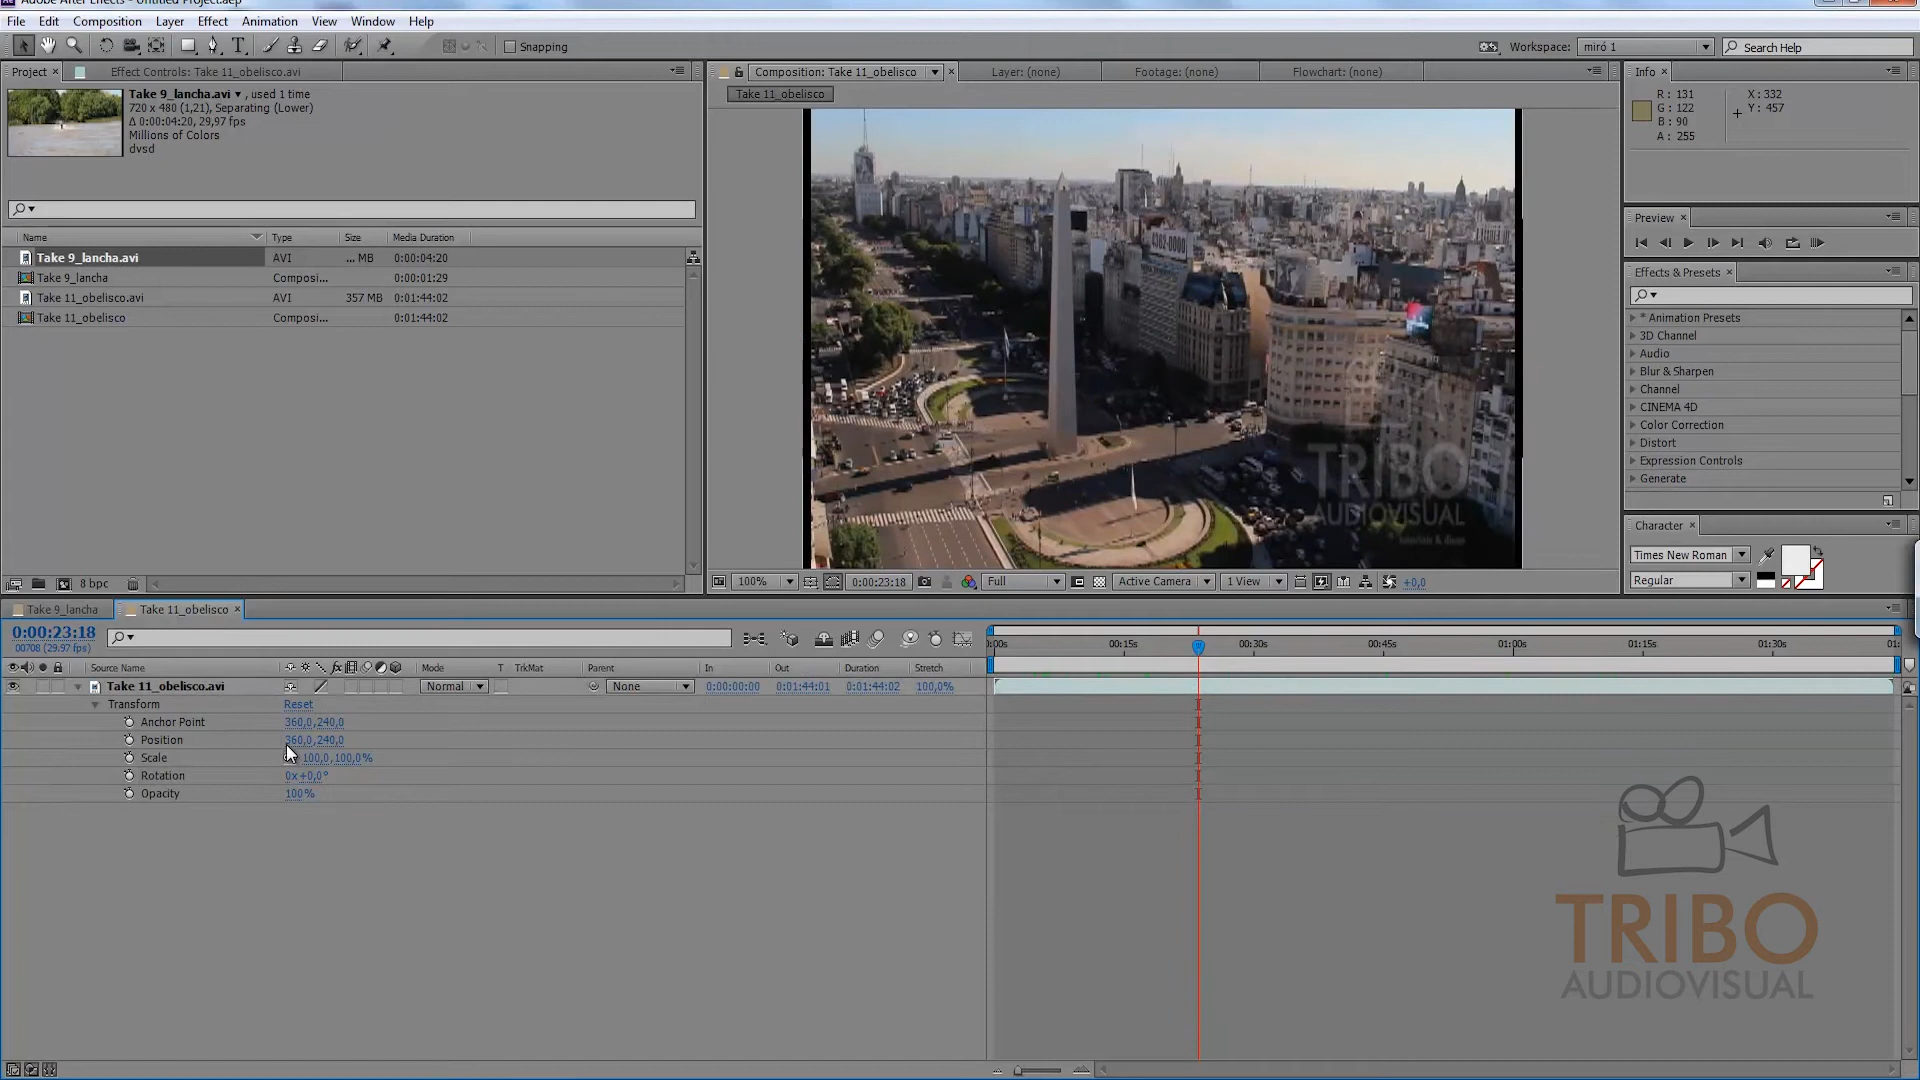 Adobe After Effects - Untitled Project.aep
File Edit Composition Layer Effect Animation View Window Help
Snapping
Workspace: miró 1
Search Help
Project
Effect Controls: Take 11_obelisco.avi
Take 9_lancha.avi , used 1 time
720 x 480 (1,21), Separating (Lower)
Δ 0:00:04:20, 29,97 fps
Millions of Colors
dvsd
Name Type Size Media Duration
Take 9_lancha.avi AVI ... MB 0:00:04:20
Take 9_lancha Composi... 0:00:01:29
Take 11_obelisco.avi AVI 357 MB 0:01:44:02
Take 11_obelisco Composi... 0:01:44:02
8 bpc
Composition: Take 11_obelisco Layer: (none) Footage: (none) Flowchart: (none)
Take 11_obelisco
4382-0000
TRIBO
AUDIOVISUAL
100% 0:00:23:18 Full Active Camera 1 View +0,0
Info
R: 131 X: 332
G: 122 Y: 457
B: 90
A: 255
Preview
Effects & Presets
* Animation Presets
3D Channel
Audio
Blur & Sharpen
Channel
CINEMA 4D
Color Correction
Distort
Expression Controls
Generate
Character
Times New Roman
Regular
Take 9_lancha Take 11_obelisco
0:00:23:18
00708 (29.97 fps)
Source Name fx Mode T TrkMat Parent In Out Duration Stretch
Take 11_obelisco.avi Normal None 0:00:00:00 0:01:44:01 0:01:44:02 100,0%
Transform Reset
Anchor Point 360,0,240,0
Position 360,0,240,0
Scale 100,0,100,0%
Rotation 0x+0,0°
Opacity 100%
0:00s 00:15s 00:30s 00:45s 01:00s 01:15s 01:30s 01:
TRIBO
AUDIOVISUAL